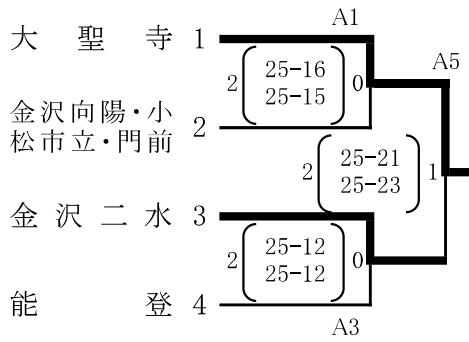 A1
大聖寺 1
2 25-16 0
25-15
A5
金沢向陽・小
松市立・門前 2
2 25-21 1
25-23
金沢二水 3
2 25-12 0
25-12
能登 4
A3